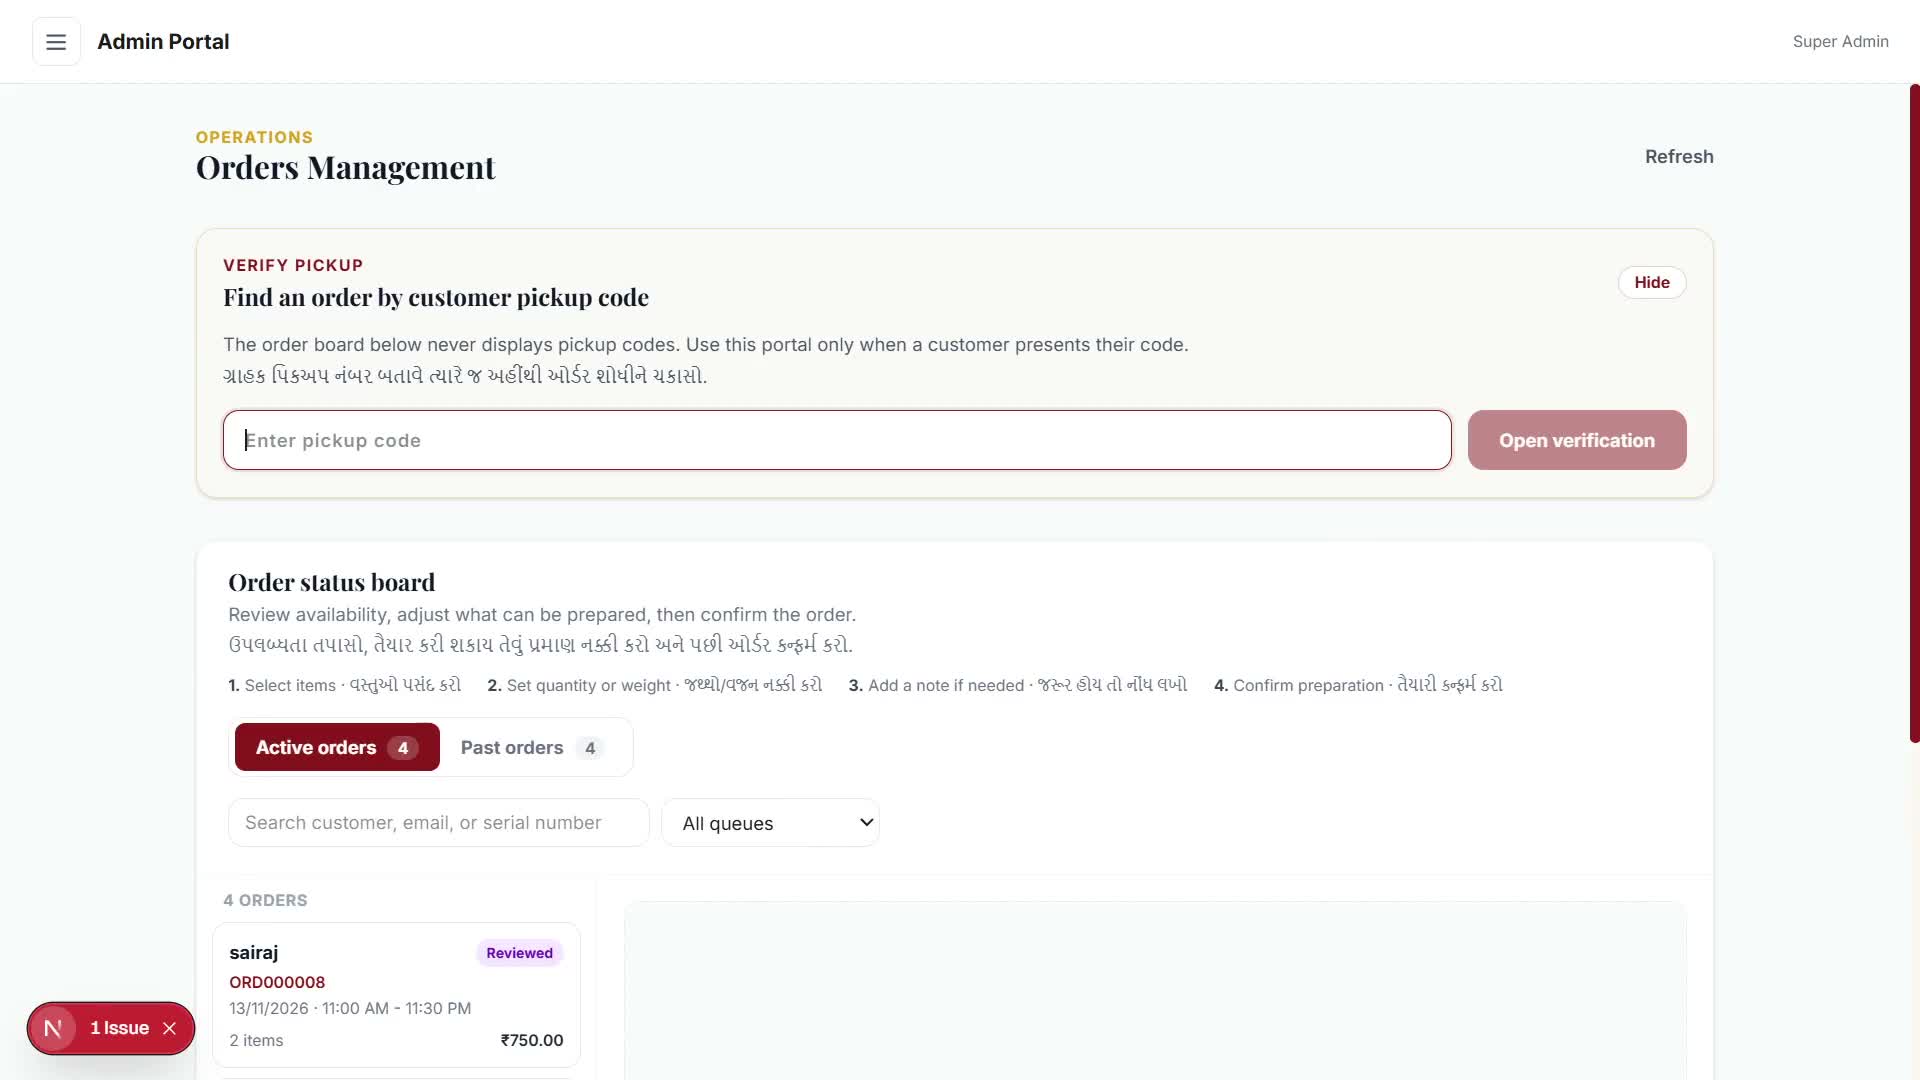 Admin Portal
Super Admin
OPERATIONS
Orders Management
Refresh
VERIFY PICKUP
Find an order by customer pickup code
Hide
The order board below never displays pickup codes. Use this portal only when a customer presents their code.
ગ્રાહક પિકઅપ નંબર બતાવે ત્યારે જ અહીંથી ઓર્ડર શોધીને ચકાસો.
Enter pickup code
Open verification
Order status board
Review availability, adjust what can be prepared, then confirm the order.
ઉપલબ્ધતા તપાસો, તૈયાર કરી શકાય તેવું પ્રમાણ નક્કી કરો અને પછી ઓર્ડર કન્ફર્મ કરો.
1. Select items · વસ્તુઓ પસંદ કરો 2. Set quantity or weight · જથ્થો/વજન નક્કી કરો 3. Add a note if needed · જરૂર હોય તો નોંધ લખો 4. Confirm preparation · તૈયારી કન્ફર્મ કરો
Active orders 4 Past orders 4
Search customer, email, or serial number
All queues
4 ORDERS
sairaj
Reviewed
ORD000008
13/11/2026 · 11:00 AM - 11:30 PM
2 items
₹750.00
N 1 Issue